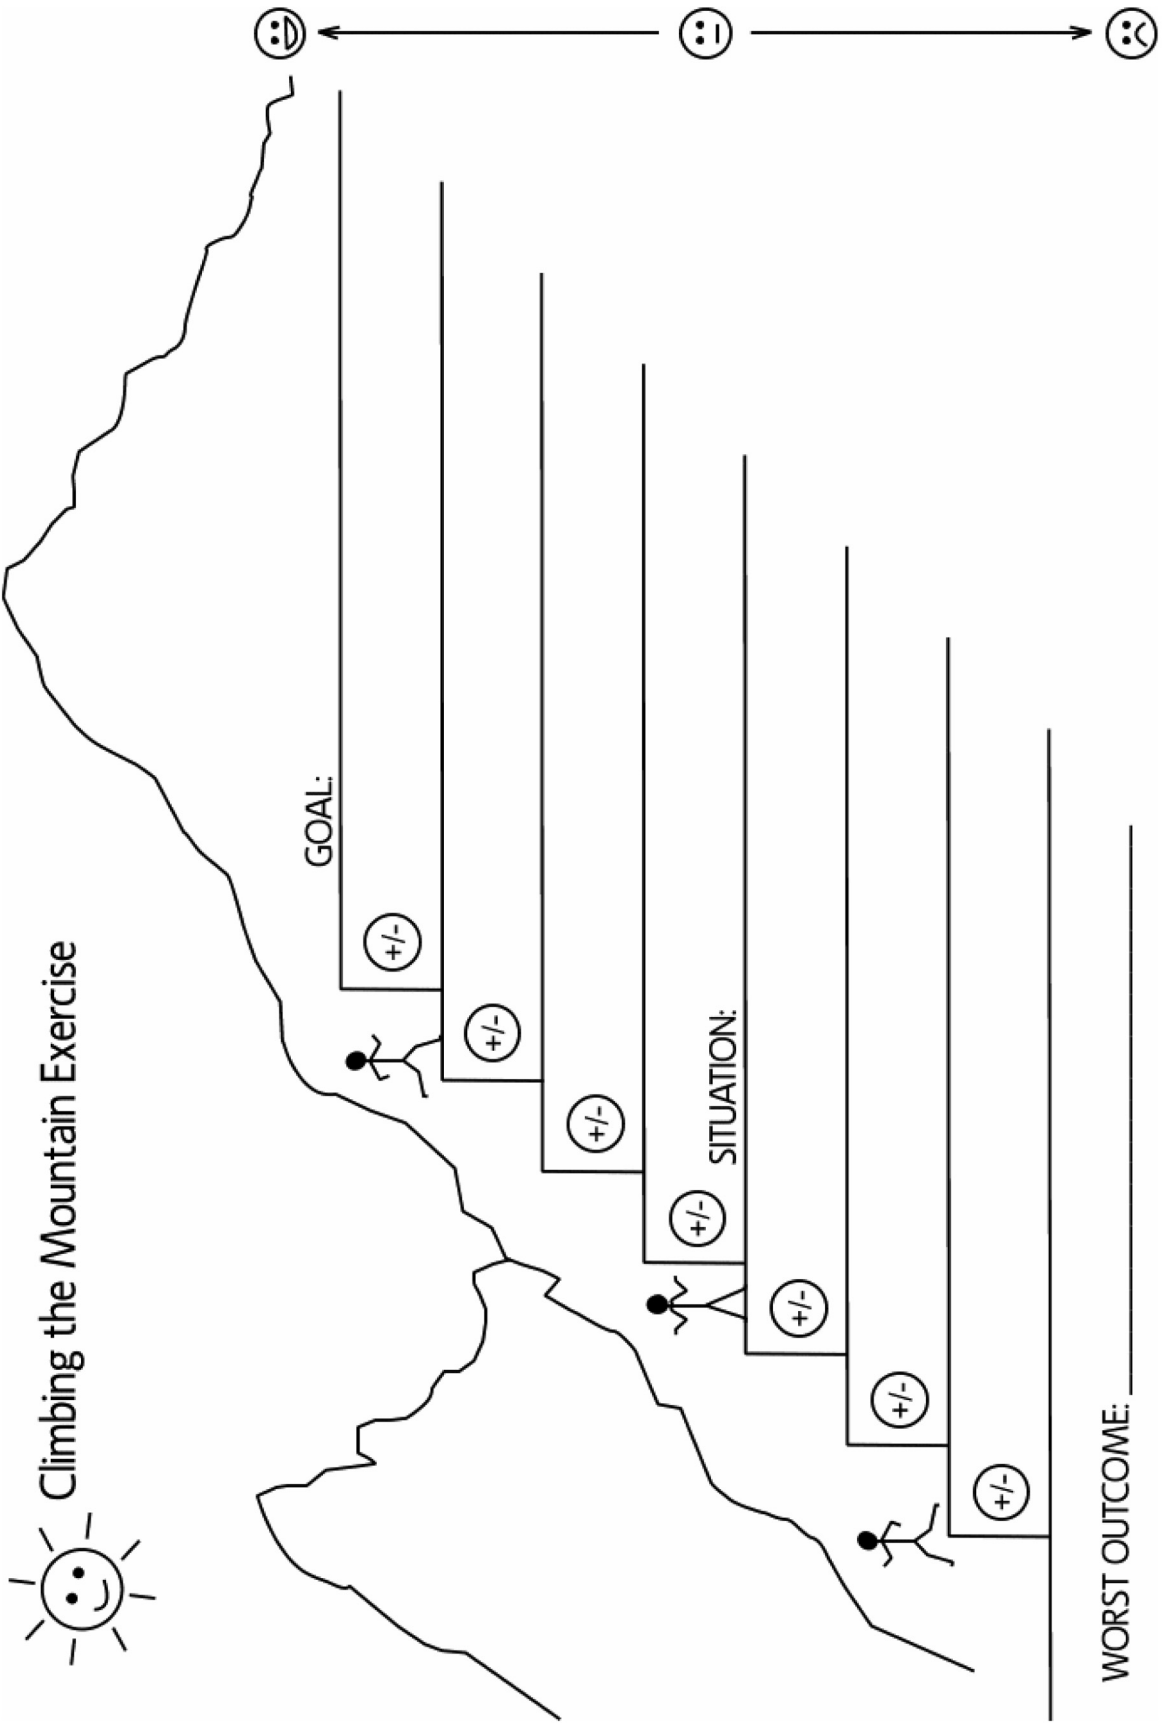 Climbing the Mountain Exercise
GOAL:
+/-
+/-
+/-
+/-
SITUATION:
+/-
+/-
+/-
WORST OUTCOME: